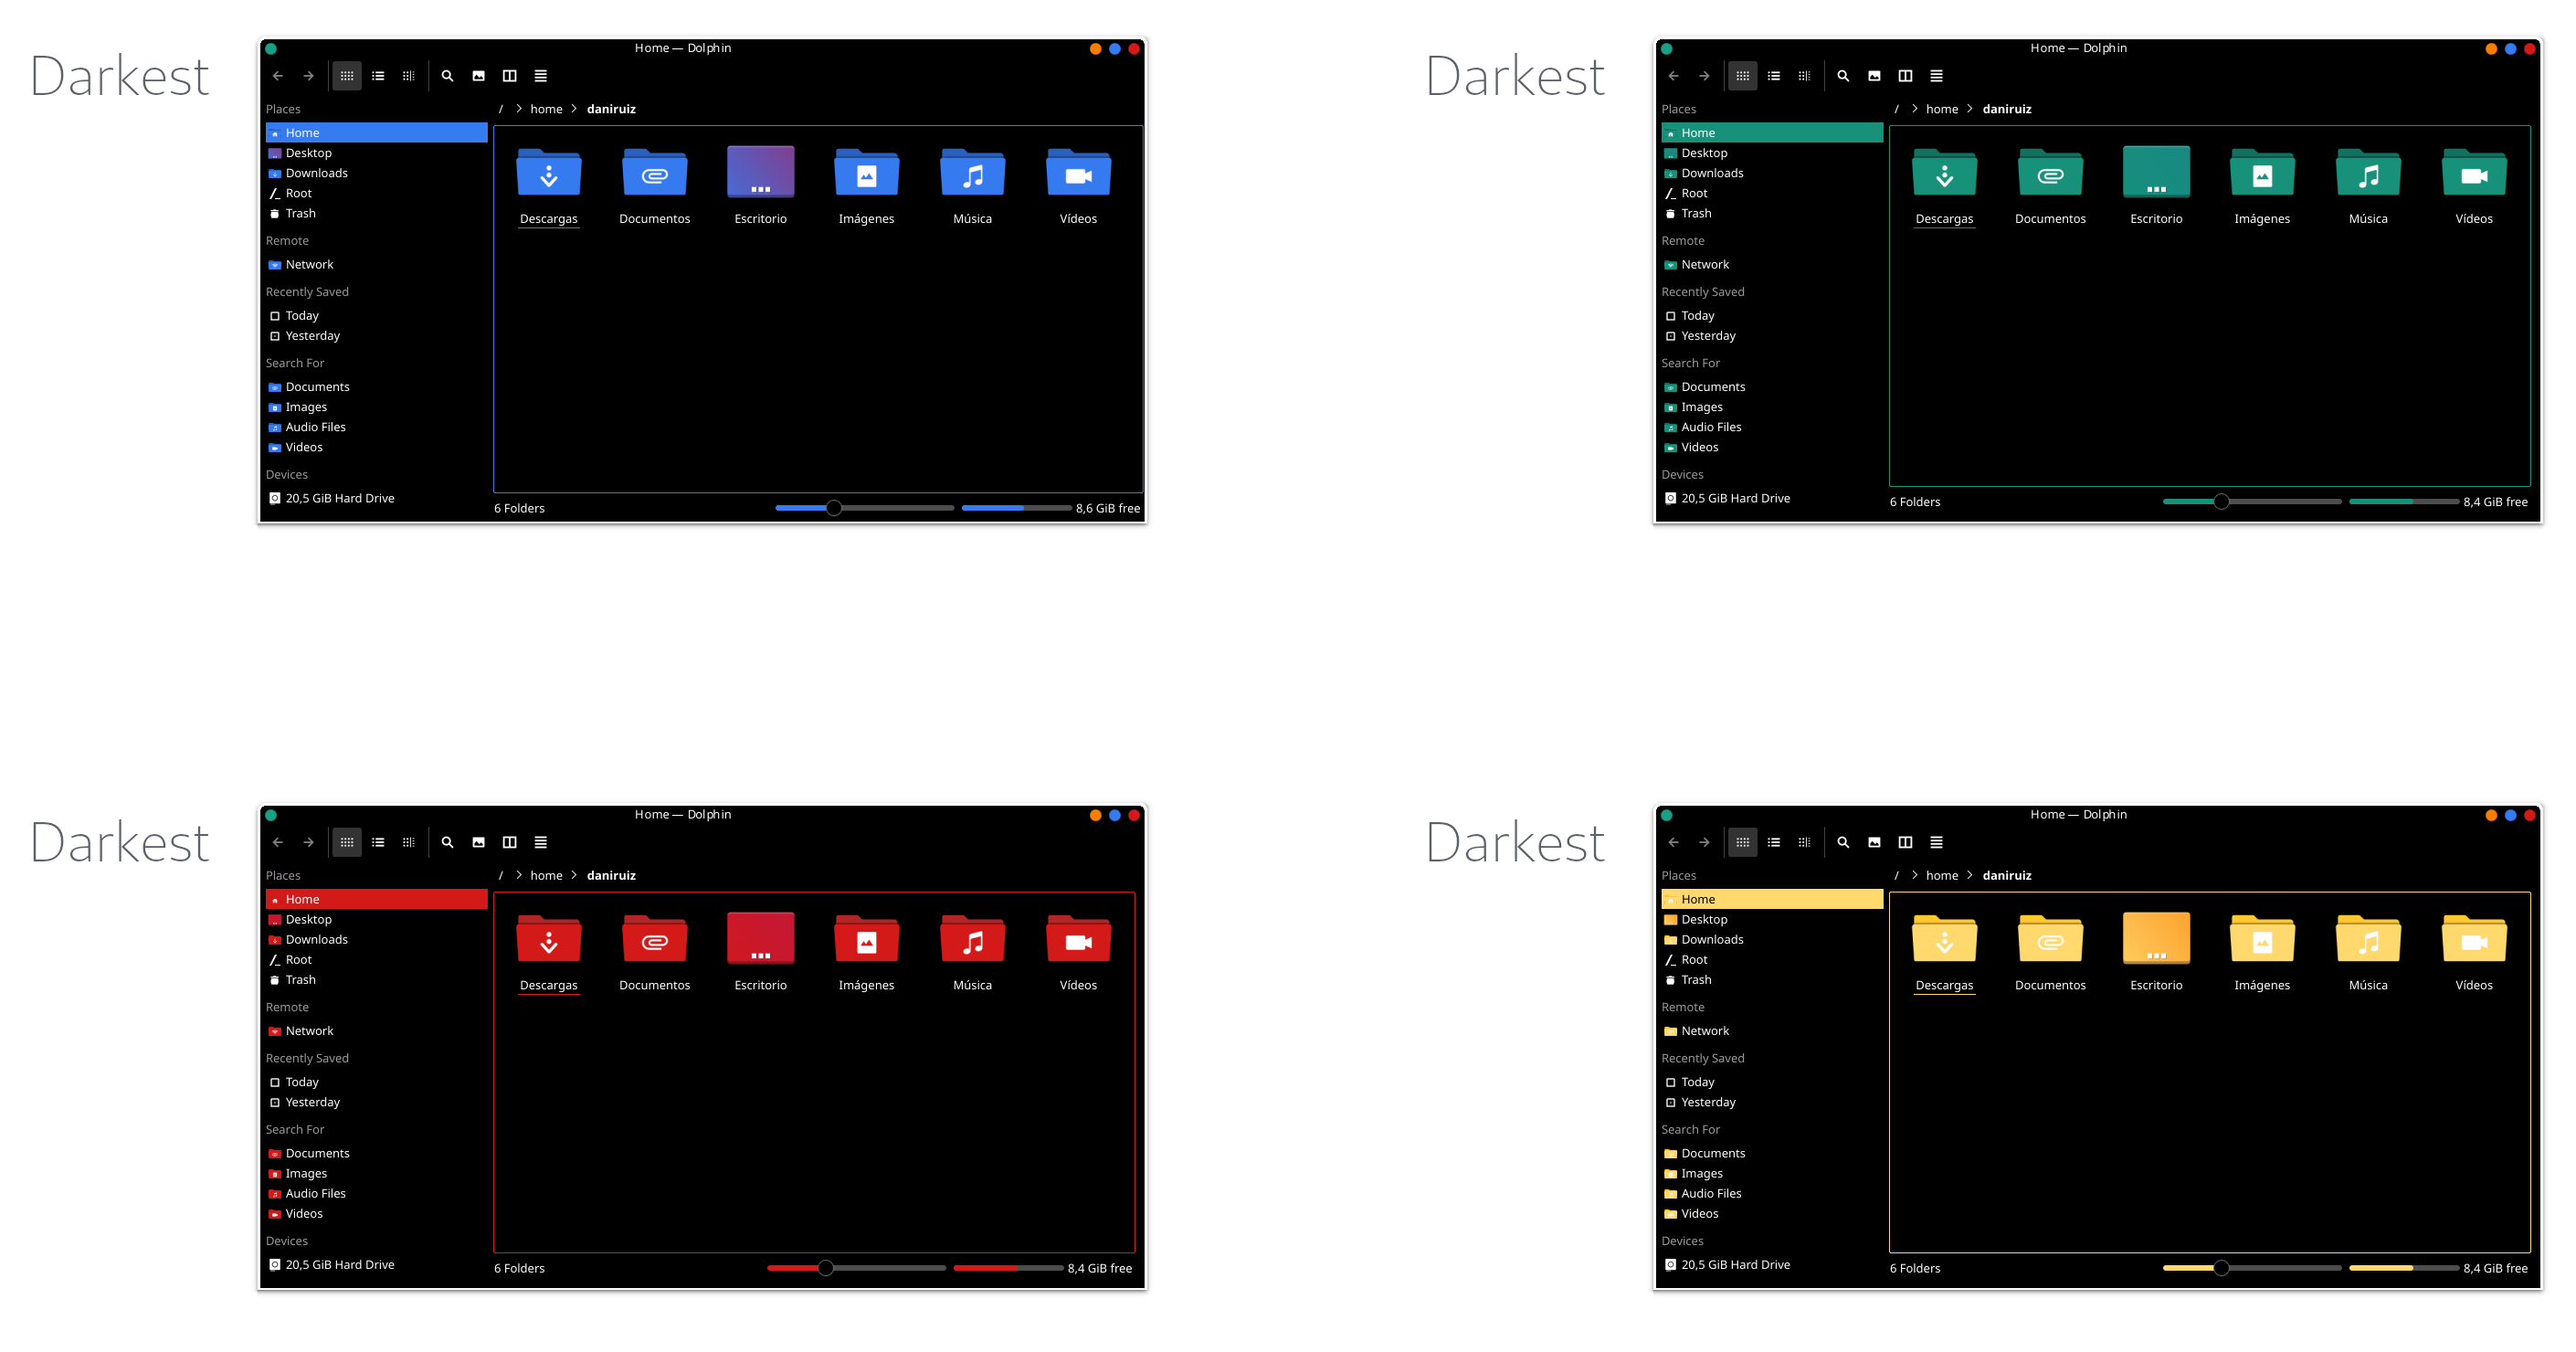 Darkest
Home — Dolphin
Places
/ > home > daniruiz
Home
Desktop
Downloads
Root
Trash
Descargas Documentos Escritorio Imágenes Música Vídeos
Remote
Network
Recently Saved
Today
Yesterday
Search For
Documents
Images
Audio Files
Videos
Devices
20,5 GiB Hard Drive
6 Folders 8,6 GiB free
Darkest
Home — Dolphin
Places
/ > home > daniruiz
Home
Desktop
Downloads
Root
Trash
Descargas Documentos Escritorio Imágenes Música Vídeos
Remote
Network
Recently Saved
Today
Yesterday
Search For
Documents
Images
Audio Files
Videos
Devices
20,5 GiB Hard Drive
6 Folders 8,4 GiB free
Darkest
Home — Dolphin
Places
/ > home > daniruiz
Home
Desktop
Downloads
Root
Trash
Descargas Documentos Escritorio Imágenes Música Vídeos
Remote
Network
Recently Saved
Today
Yesterday
Search For
Documents
Images
Audio Files
Videos
Devices
20,5 GiB Hard Drive
6 Folders 8,4 GiB free
Darkest
Home — Dolphin
Places
/ > home > daniruiz
Home
Desktop
Downloads
Root
Trash
Descargas Documentos Escritorio Imágenes Música Vídeos
Remote
Network
Recently Saved
Today
Yesterday
Search For
Documents
Images
Audio Files
Videos
Devices
20,5 GiB Hard Drive
6 Folders 8,4 GiB free